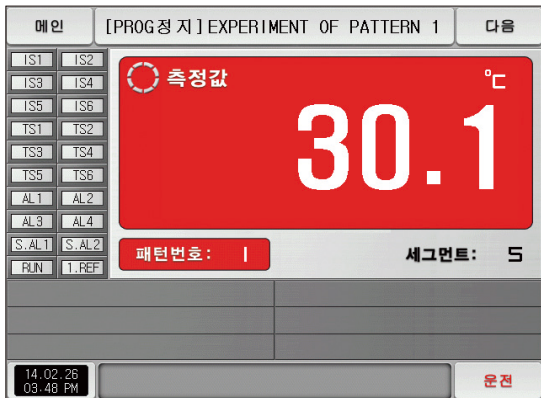 메인 [PROG정지]EXPERIMENT OF PATTERN 1 다음
IS1 IS2
IS3 IS4
IS5 IS6
TS1 TS2
TS3 TS4
TS5 TS6
AL1 AL2
AL3 AL4
S.AL1 S.AL2
RUN 1.REF
측정값 ℃
30.1
패턴번호: 1 세그먼트: 5
14.02.26
03:48 PM
운전